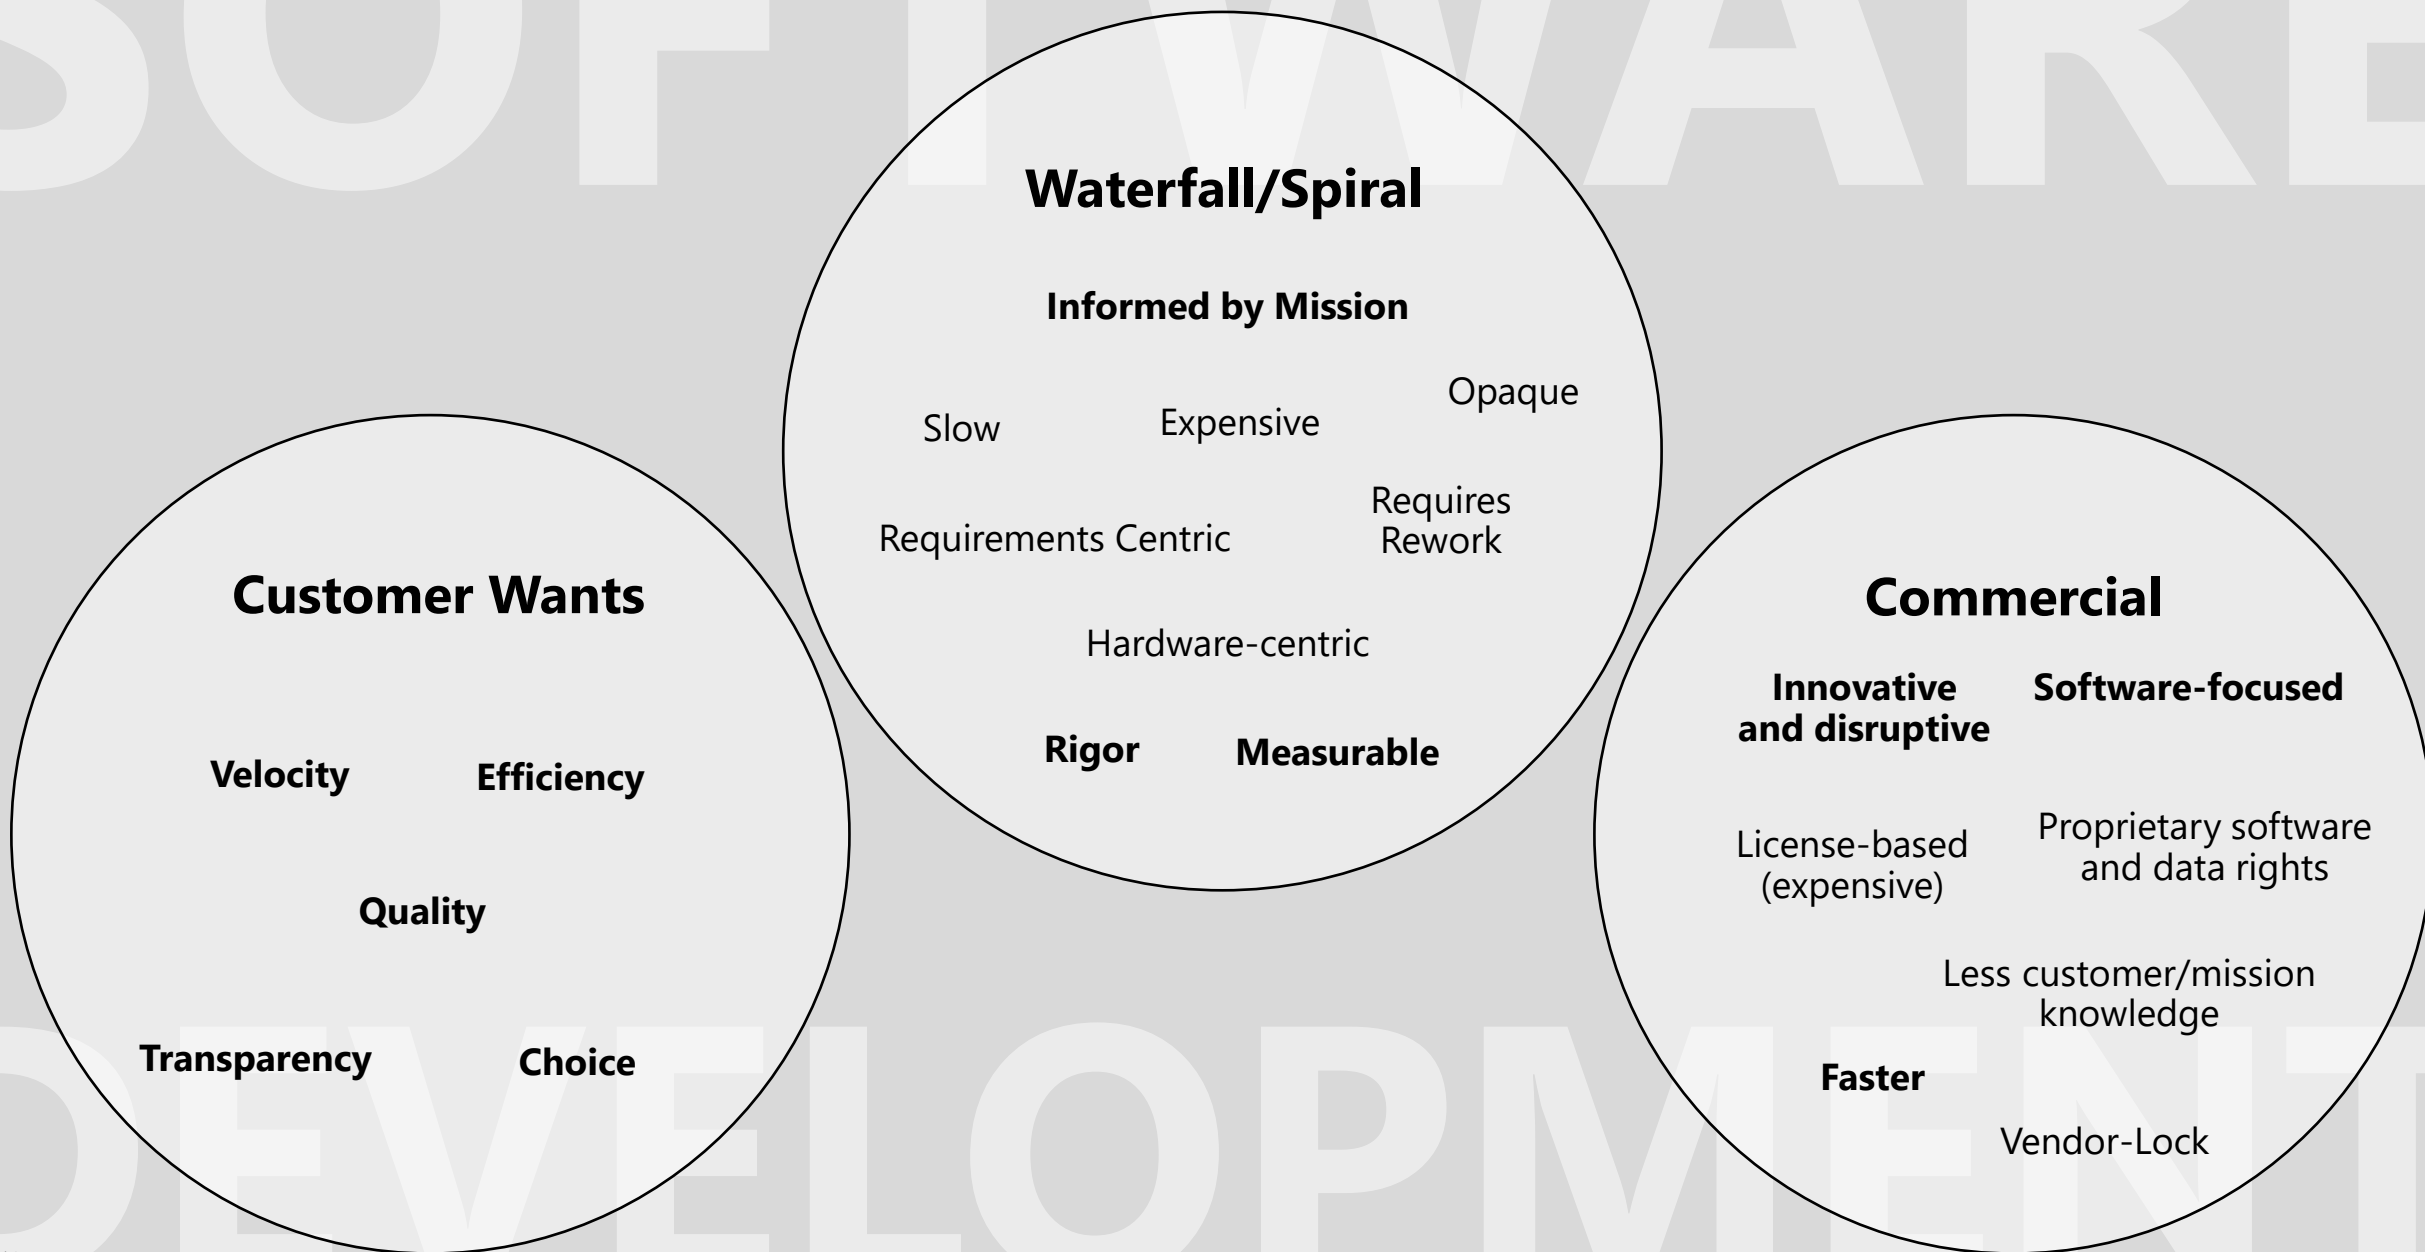 SOFTWARE
Waterfall/Spiral
Informed by Mission
Opaque
Slow
Expensive
Requires
Rework
Requirements Centric
Hardware-centric
Rigor
Measurable
Customer Wants
Velocity
Efficiency
Quality
Transparency
Choice
Commercial
Innovative
and disruptive
Software-focused
License-based
(expensive)
Proprietary software
and data rights
Less customer/mission
knowledge
Faster
Vendor-Lock
DEVELOPMENT